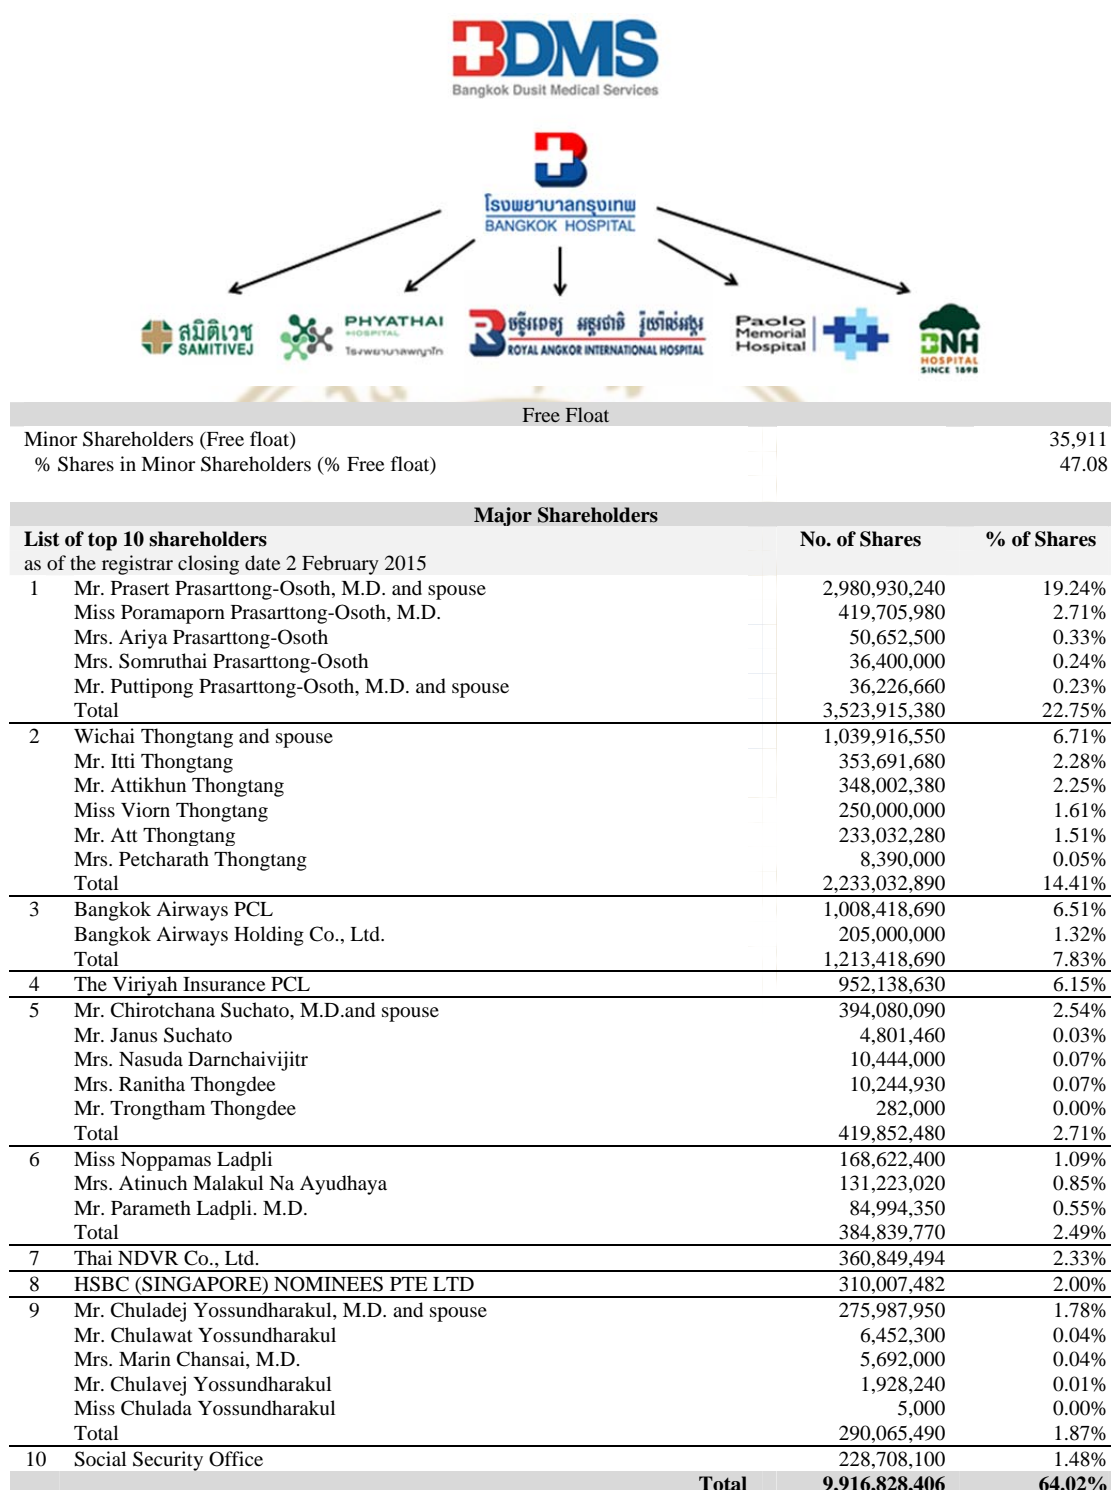 BDMS
Bangkok Dusit Medical Services
โรงพยาบาลกรุงเทพ
BANGKOK HOSPITAL
สมิติเวช
SAMITIVEJ
PHYATHAI
HOSPITAL
โรงพยาบาลพญาไท
មន្ទីរពេទ្យ អន្តរជាតិ រ៉ូយ៉ាល់អង្គរ
ROYAL ANGKOR INTERNATIONAL HOSPITAL
Paolo
Memorial
Hospital
BNH
HOSPITAL
SINCE 1898
Free Float
Minor Shareholders (Free float) 35,911
% Shares in Minor Shareholders (% Free float) 47.08
Major Shareholders
List of top 10 shareholders No. of Shares % of Shares
as of the registrar closing date 2 February 2015
1 Mr. Prasert Prasarttong-Osoth, M.D. and spouse 2,980,930,240 19.24%
Miss Poramaporn Prasarttong-Osoth, M.D. 419,705,980 2.71%
Mrs. Ariya Prasarttong-Osoth 50,652,500 0.33%
Mrs. Somruthai Prasarttong-Osoth 36,400,000 0.24%
Mr. Puttipong Prasarttong-Osoth, M.D. and spouse 36,226,660 0.23%
Total 3,523,915,380 22.75%
2 Wichai Thongtang and spouse 1,039,916,550 6.71%
Mr. Itti Thongtang 353,691,680 2.28%
Mr. Attikhun Thongtang 348,002,380 2.25%
Miss Viorn Thongtang 250,000,000 1.61%
Mr. Att Thongtang 233,032,280 1.51%
Mrs. Petcharath Thongtang 8,390,000 0.05%
Total 2,233,032,890 14.41%
3 Bangkok Airways PCL 1,008,418,690 6.51%
Bangkok Airways Holding Co., Ltd. 205,000,000 1.32%
Total 1,213,418,690 7.83%
4 The Viriyah Insurance PCL 952,138,630 6.15%
5 Mr. Chirotchana Suchato, M.D.and spouse 394,080,090 2.54%
Mr. Janus Suchato 4,801,460 0.03%
Mrs. Nasuda Darnchaivijitr 10,444,000 0.07%
Mrs. Ranitha Thongdee 10,244,930 0.07%
Mr. Trongtham Thongdee 282,000 0.00%
Total 419,852,480 2.71%
6 Miss Noppamas Ladpli 168,622,400 1.09%
Mrs. Atinuch Malakul Na Ayudhaya 131,223,020 0.85%
Mr. Parameth Ladpli. M.D. 84,994,350 0.55%
Total 384,839,770 2.49%
7 Thai NDVR Co., Ltd. 360,849,494 2.33%
8 HSBC (SINGAPORE) NOMINEES PTE LTD 310,007,482 2.00%
9 Mr. Chuladej Yossundharakul, M.D. and spouse 275,987,950 1.78%
Mr. Chulawat Yossundharakul 6,452,300 0.04%
Mrs. Marin Chansai, M.D. 5,692,000 0.04%
Mr. Chulavej Yossundharakul 1,928,240 0.01%
Miss Chulada Yossundharakul 5,000 0.00%
Total 290,065,490 1.87%
10 Social Security Office 228,708,100 1.48%
Total 9,916,828,406 64.02%